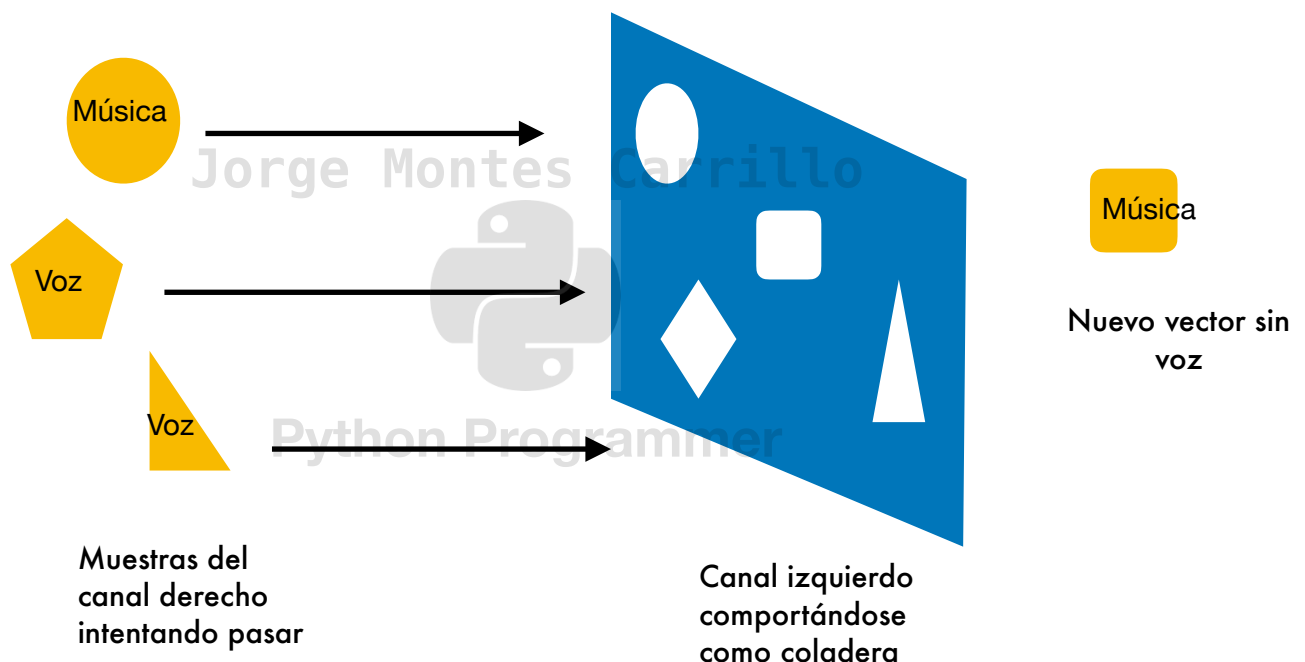 Música
Jorge Montes Carrillo
Música
Voz
Nuevo vector sin
voz
Voz
Python Programmer
Muestras del
canal derecho
intentando pasar
Canal izquierdo
comportándose
como coladera